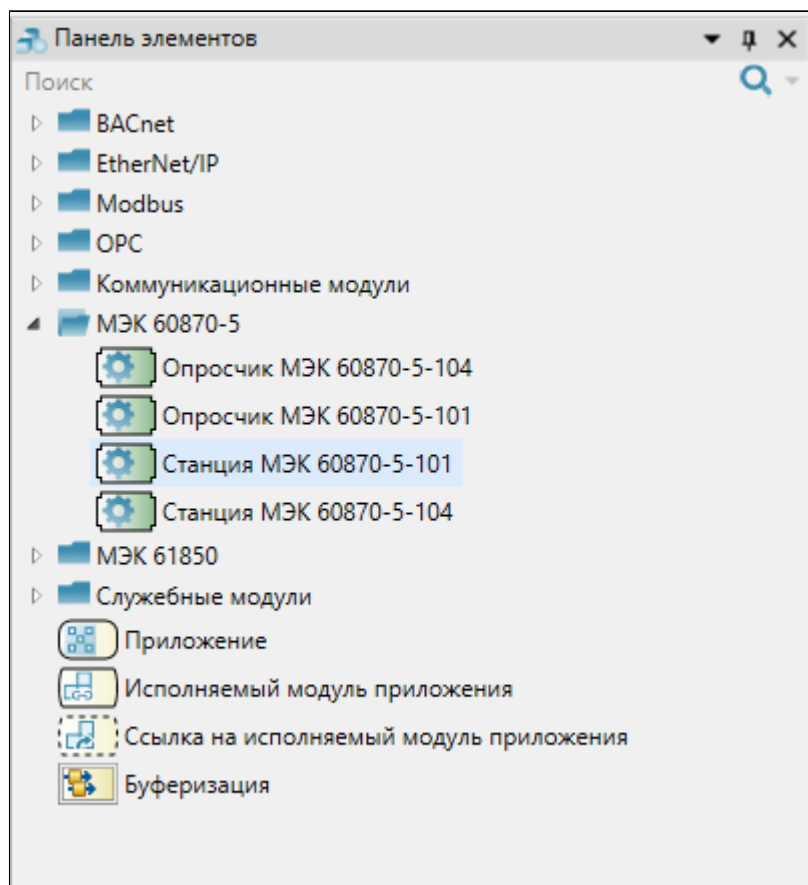 Панель элементов
Поиск
BACnet
EtherNet/IP
Modbus
OPC
Коммуникационные модули
МЭК 60870-5
Опросчик МЭК 60870-5-104
Опросчик МЭК 60870-5-101
Станция МЭК 60870-5-101
Станция МЭК 60870-5-104
МЭК 61850
Служебные модули
Приложение
Исполняемый модуль приложения
Ссылка на исполняемый модуль приложения
Буферизация